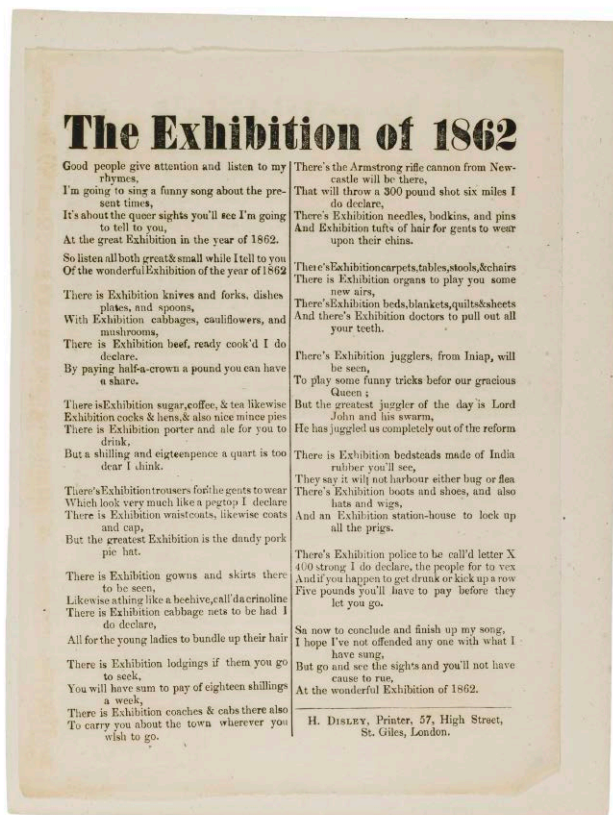 The Exhibition of 1862
Good people give attention and listen to my
rhymes,
I'm going to sing a funny song about the pre-
sent times,
It's about the queer sights you'll see I'm going
to tell to you,
At the great Exhibition in the year of 1862.
So listen all both great & small while I tell to you
Of the wonderful Exhibition of the year of 1862
There is Exhibition knives and forks, dishes
plates, and spoons,
With Exhibition cabbages, cauliflowers, and
mushrooms,
There is Exhibition beef, ready cook'd I do
declare.
By paying half-a-crown a pound you can have
a share.
There is Exhibition sugar, coffee, & tea likewise
Exhibition cocks & hens, & also nice mince pies
There is Exhibition porter and ale for you to
drink,
But a shilling and eigteenpence a quart is too
dear I think.
There's Exhibition trousers for the gents to wear
Which look very much like a pegtop I declare
There is Exhibition waistcoats, likewise coats
and cap,
But the greatest Exhibition is the dandy pork
pie hat.
There is Exhibition gowns and skirts there
to be seen,
Likewise athing like a beehive, call'd a crinoline
There is Exhibition cabbage nets to be had I
do declare,
All for the young ladies to bundle up their hair
There is Exhibition lodgings if them you go
to seek,
You will have sum to pay of eighteen shillings
a week,
There is Exhibition coaches & cabs there also
To carry you about the town wherever you
wish to go.
There's the Armstrong rifle cannon from New-
castle will be there,
That will throw a 300 pound shot six miles I
do declare,
There's Exhibition needles, bodkins, and pins
And Exhibition tufts of hair for gents to wear
upon their chins.
There's Exhibition carpets, tables, stools, & chairs
There is Exhibition organs to play you some
new airs,
There's Exhibition beds, blankets, quilts & sheets
And there's Exhibition doctors to pull out all
your teeth.
There's Exhibition jugglers, from Iniap, will
be seen,
To play some funny tricks befor our gracious
Queen ;
But the greatest juggler of the day is Lord
John and his swarm,
He has juggled us completely out of the reform
There is Exhibition bedsteads made of India
rubber you'll see,
They say it will not harbour either bug or flea
There's Exhibition boots and shoes, and also
hats and wigs,
And an Exhibition station-house to lock up
all the prigs.
There's Exhibition police to be call'd letter X
400 strong I do declare, the people for to vex
And if you happen to get drunk or kick up a row
Five pounds you'll have to pay before they
let you go.
Sa now to conclude and finish up my song,
I hope I've not offended any one with what I
have sung,
But go and see the sights and you'll not have
cause to rue,
At the wonderful Exhibition of 1862.
H. DISLEY, Printer, 57, High Street,
St. Giles, London.